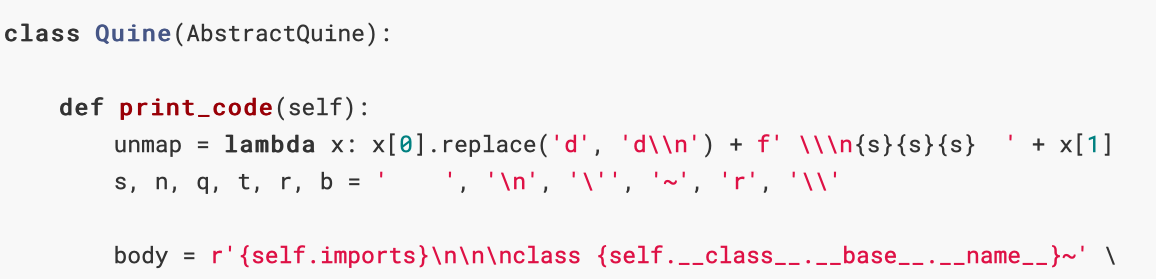 class Quine(AbstractQuine):
def print_code(self):
unmap = lambda x: x[0].replace('d', 'd\\n') + f' \\\n{s}{s}{s}  ' + x[1]
s, n, q, t, r, b = '    ', '\n', '\'', '~', 'r', '\\'
body = r'{self.imports}\n\n\nclass {self.__class__.__base__.__name__}~' \